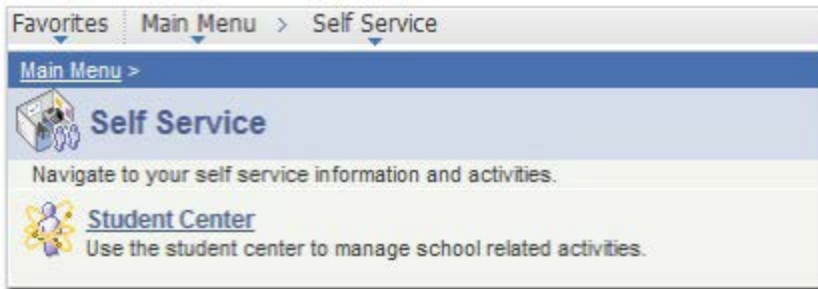 Favorites Main Menu > Self Service
Main Menu >
Self Service
Navigate to your self service information and activities.
Student Center
Use the student center to manage school related activities.